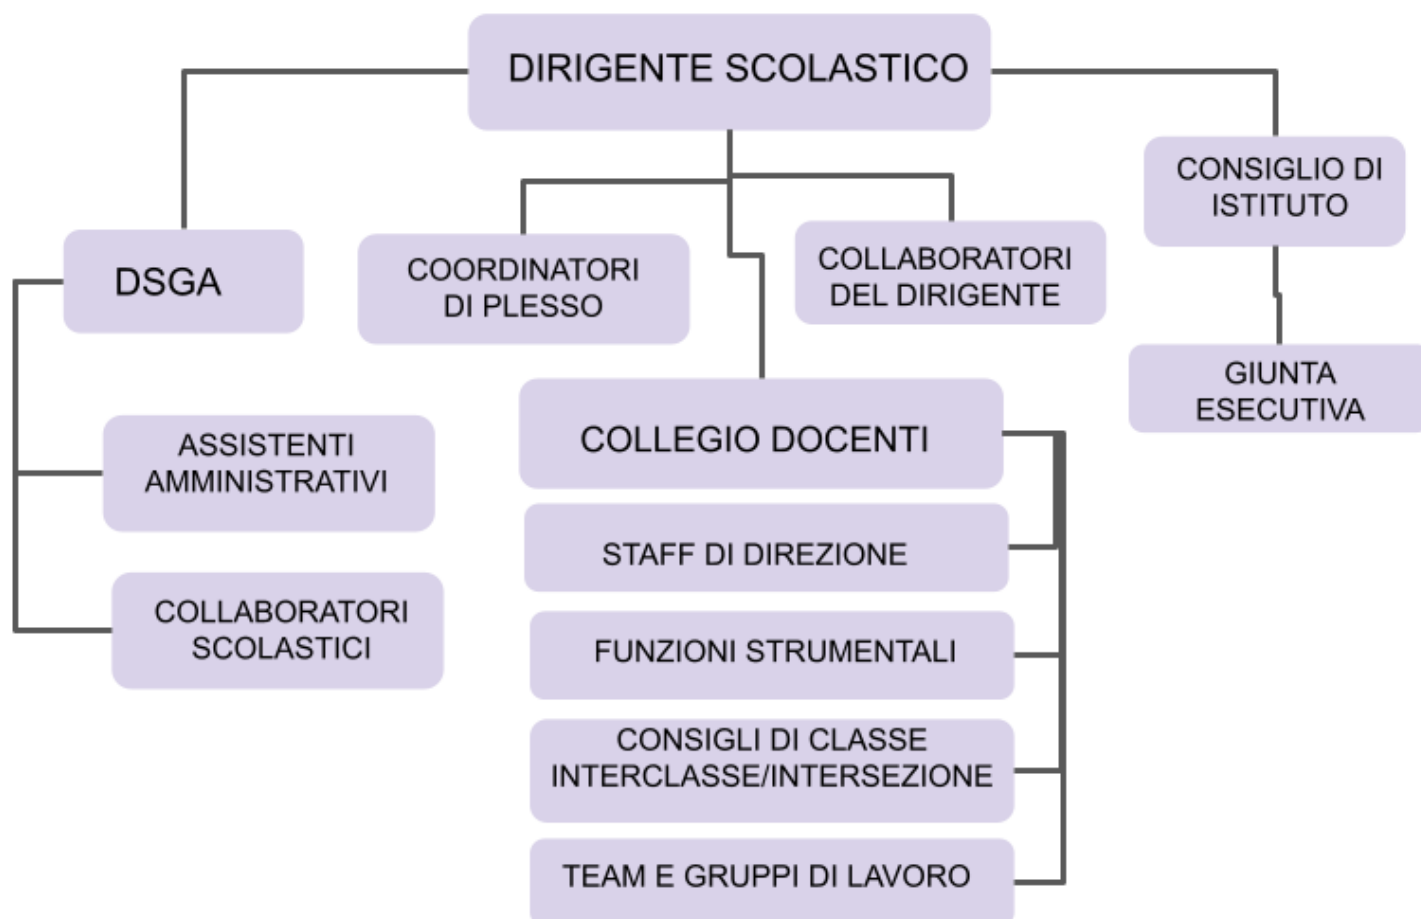 DIRIGENTE SCOLASTICO
CONSIGLIO DI
ISTITUTO
DSGA
COORDINATORI
DI PLESSO
COLLABORATORI
DEL DIRIGENTE
GIUNTA
ESECUTIVA
COLLEGIO DOCENTI
ASSISTENTI
AMMINISTRATIVI
STAFF DI DIREZIONE
COLLABORATORI
SCOLASTICI
FUNZIONI STRUMENTALI
CONSIGLI DI CLASSE
INTERCLASSE/INTERSEZIONE
TEAM E GRUPPI DI LAVORO